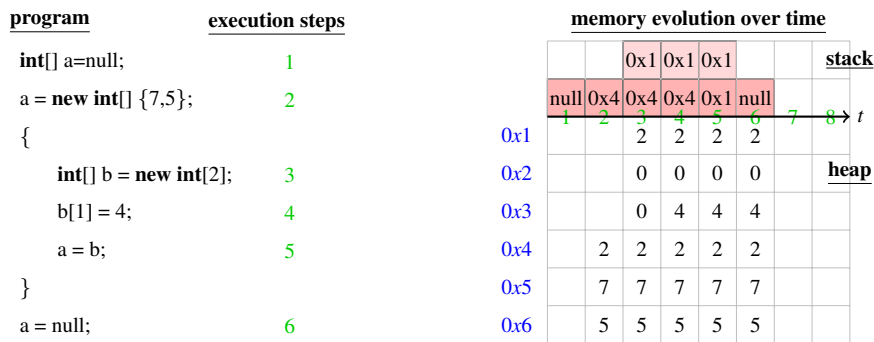 program execution steps memory evolution over time
int[] a=null; 1 0x1 0x1 0x1 stack
a = new int[] {7,5}; 2 null 0x4 0x4 0x4 0x1 null
1 2 3 4 5 6 7 8 t
{ 0x1 2 2 2 2
int[] b = new int[2]; 3 0x2 0 0 0 0 heap
b[1] = 4; 4 0x3 0 4 4 4
a = b; 5 0x4 2 2 2 2 2
} 0x5 7 7 7 7 7
a = null; 6 0x6 5 5 5 5 5